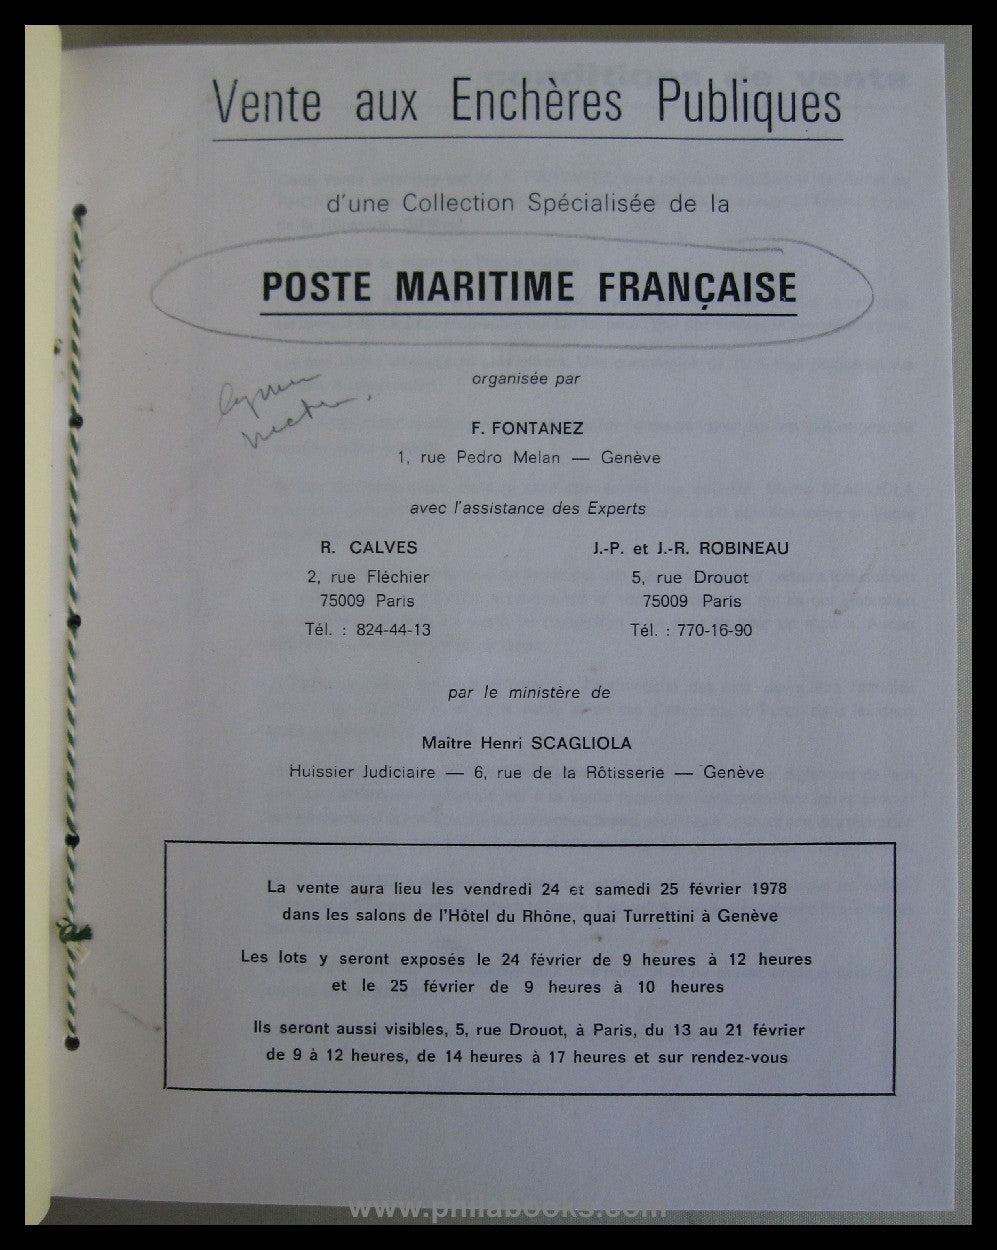 Vente aux Enchères Publiques
d'une Collection Spécialisée de la
POSTE MARITIME FRANÇAISE
organisée par
F. FONTANEZ
1, rue Pedro Melan — Genève
avec l'assistance des Experts
R. CALVES
2, rue Fléchier
75009 Paris
Tél. : 824-44-13
J.-P. et J.-R. ROBINEAU
5, rue Drouot
75009 Paris
Tél. : 770-16-90
par le ministère de
Maître Henri SCAGLIOLA
Huissier Judiciaire — 6, rue de la Rôtisserie — Genève
La vente aura lieu les vendredi 24 et samedi 25 février 1978
dans les salons de l'Hôtel du Rhône, quai Turrettini à Genève
Les lots y seront exposés le 24 février de 9 heures à 12 heures
et le 25 février de 9 heures à 10 heures
Ils seront aussi visibles, 5, rue Drouot, à Paris, du 13 au 21 février
de 9 à 12 heures, de 14 heures à 17 heures et sur rendez-vous
www.philabooks.com